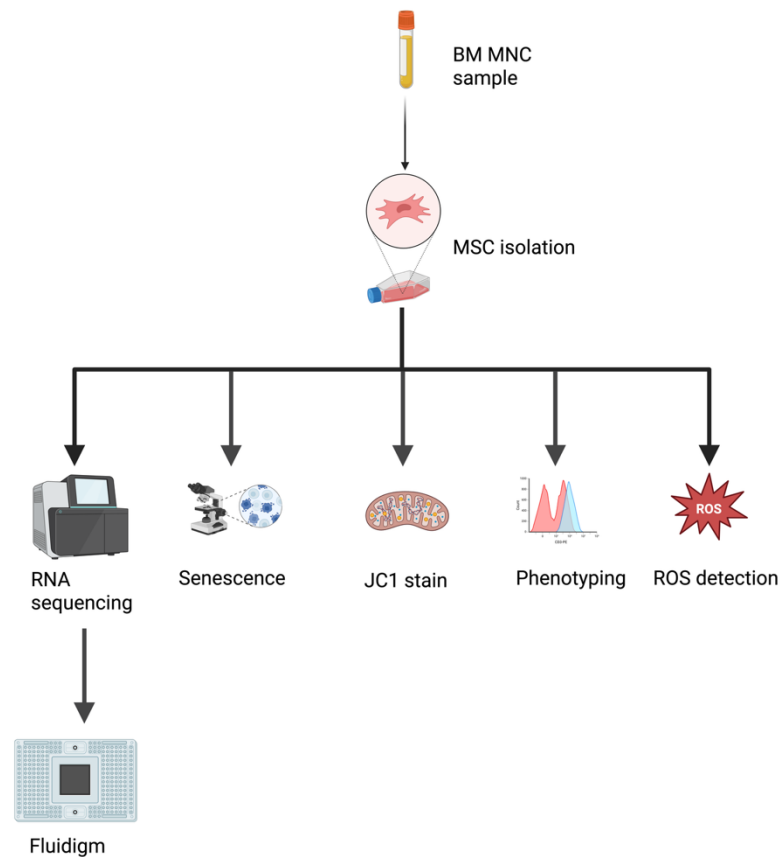 BM MNC
sample
MSC isolation
ROS
RNA
sequencing
Senescence
JC1 stain
Phenotyping
ROS detection
Fluidigm